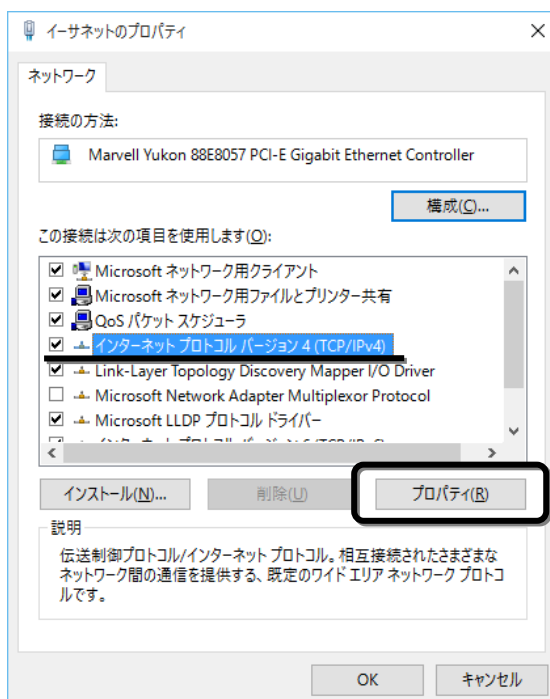 イーサネットのプロパティ
ネットワーク
接続の方法:
Marvell Yukon 88E8057 PCI-E Gigabit Ethernet Controller
構成(C)...
この接続は次の項目を使用します(O):
Microsoft ネットワーク用クライアント
Microsoft ネットワーク用ファイルとプリンター共有
QoS パケット スケジューラ
インターネット プロトコル バージョン 4 (TCP/IPv4)
Link-Layer Topology Discovery Mapper I/O Driver
Microsoft Network Adapter Multiplexor Protocol
Microsoft LLDP プロトコル ドライバー
インストール(N)...
削除(U)
プロパティ(R)
説明
伝送制御プロトコル/インターネット プロトコル。相互接続されたさまざまな
ネットワーク間の通信を提供する、既定のワイド エリア ネットワーク プロトコ
ルです。
OK
キャンセル